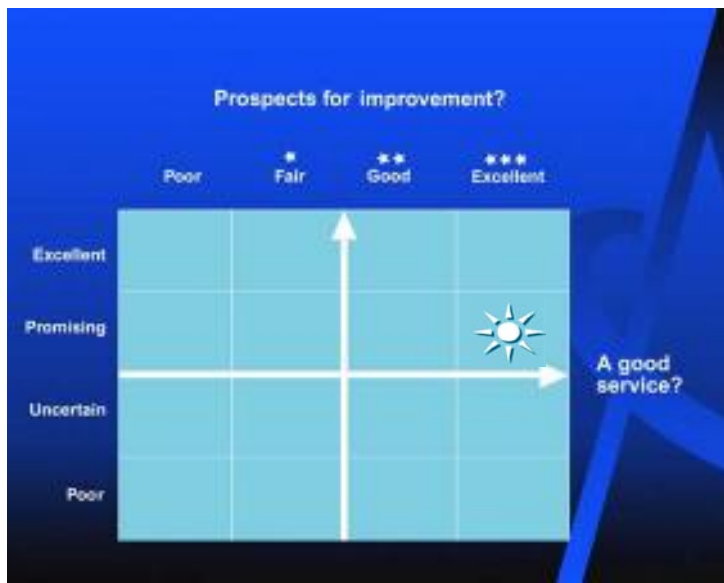 Prospects for improvement?
Poor Fair Good Excellent
Excellent
Promising
A good
service?
Uncertain
Poor